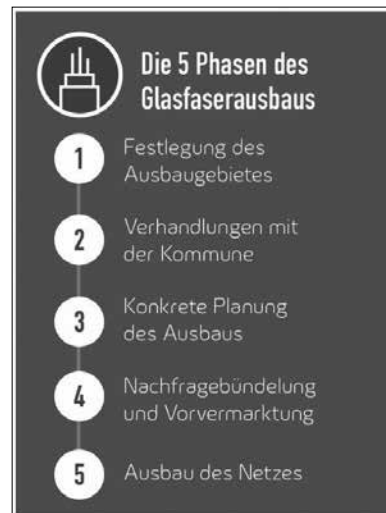 Die 5 Phasen des
Glasfaserausbaus
1
Festlegung des
Ausbaugebietes
2
Verhandlungen mit
der Kommune
3
Konkrete Planung
des Ausbaus
4
Nachfragebündelung
und Vorvermarktung
5
Ausbau des Netzes